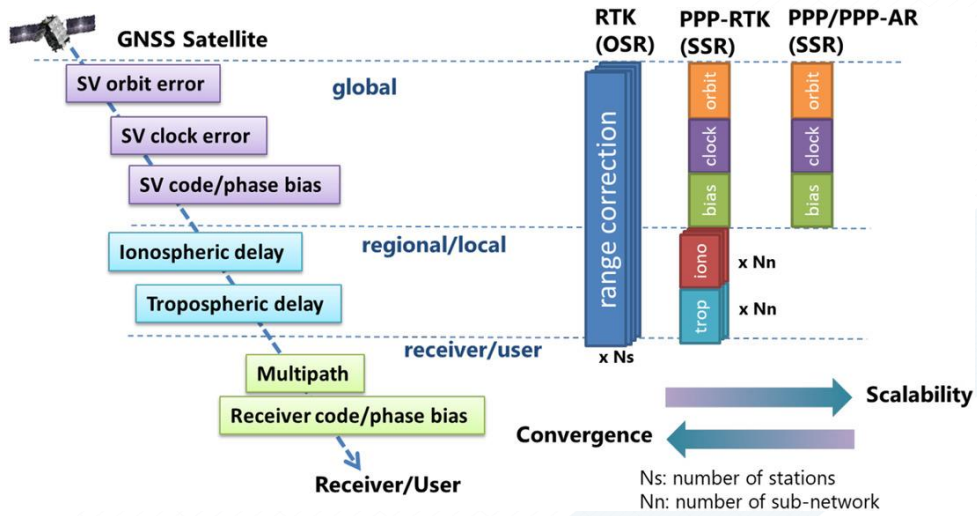 GNSS Satellite
RTK
(OSR)
PPP-RTK
(SSR)
PPP/PPP-AR
(SSR)
SV orbit error
SV clock error
SV code/phase bias
Ionospheric delay
Tropospheric delay
Multipath
Receiver code/phase bias
Receiver/User
global
regional/local
receiver/user
range correction
x Ns
orbit
clock
bias
iono
x Nn
trop
x Nn
orbit
clock
bias
Scalability
Convergence
Ns: number of stations
Nn: number of sub-network